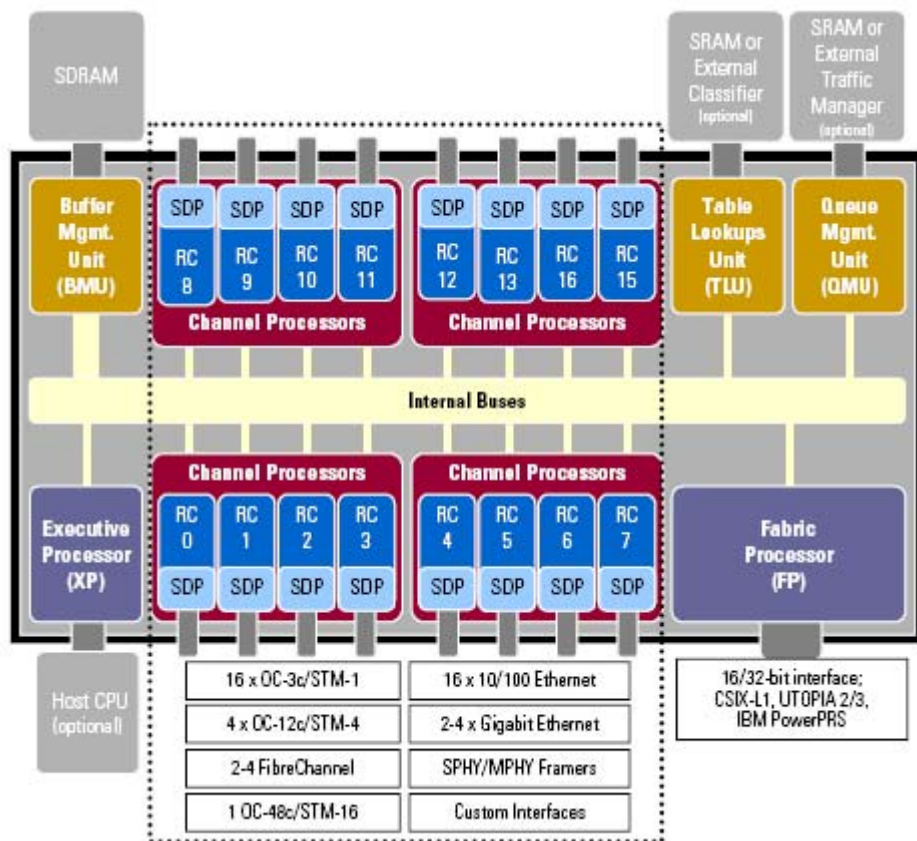 SDRAM
SRAM or
External
Classifier
(optional)
SRAM or
External
Traffic
Manager
(optional)
Buffer
Mgmt.
Unit
(BMU)
SDP
SDP
SDP
SDP
RC
8
RC
9
RC
10
RC
11
Channel Processors
SDP
SDP
SDP
SDP
RC
12
RC
13
RC
16
RC
15
Channel Processors
Table
Lookups
Unit
(TLU)
Queue
Mgmt.
Unit
(QMU)
Internal Buses
Executive
Processor
(XP)
Channel Processors
RC
0
RC
1
RC
2
RC
3
SDP
SDP
SDP
SDP
Channel Processors
RC
4
RC
5
RC
6
RC
7
SDP
SDP
SDP
SDP
Fabric
Processor
(FP)
Host CPU
(optional)
16 x OC-3c/STM-1
4 x OC-12c/STM-4
2-4 FibreChannel
1 OC-48c/STM-16
16 x 10/100 Ethernet
2-4 x Gigabit Ethernet
SPHY/MPHY Framers
Custom Interfaces
16/32-bit interface;
CSIX-L1, UTOPIA 2/3,
IBM PowerPRS